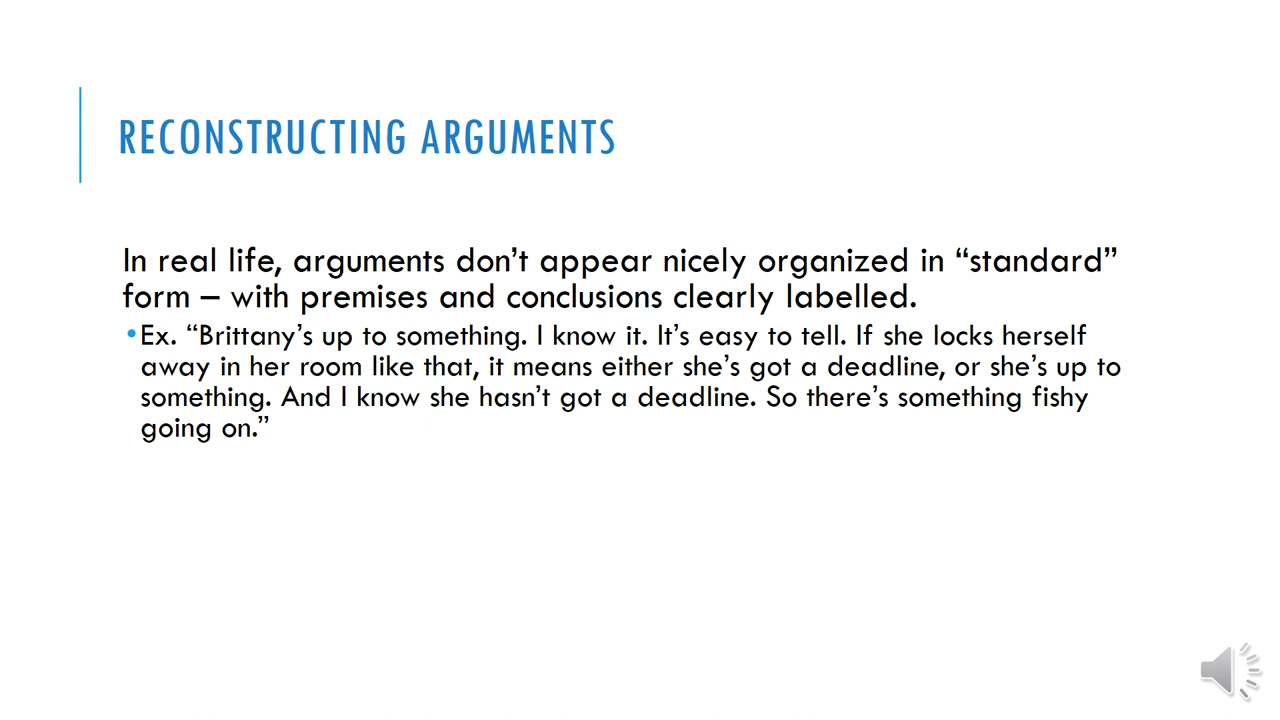 RECONSTRUCTING ARGUMENTS
In real life, arguments don’t appear nicely organized in “standard”
form – with premises and conclusions clearly labelled.
•Ex. “Brittany’s up to something. I know it. It’s easy to tell. If she locks herself
away in her room like that, it means either she’s got a deadline, or she’s up to
something. And I know she hasn’t got a deadline. So there’s something fishy
going on.”